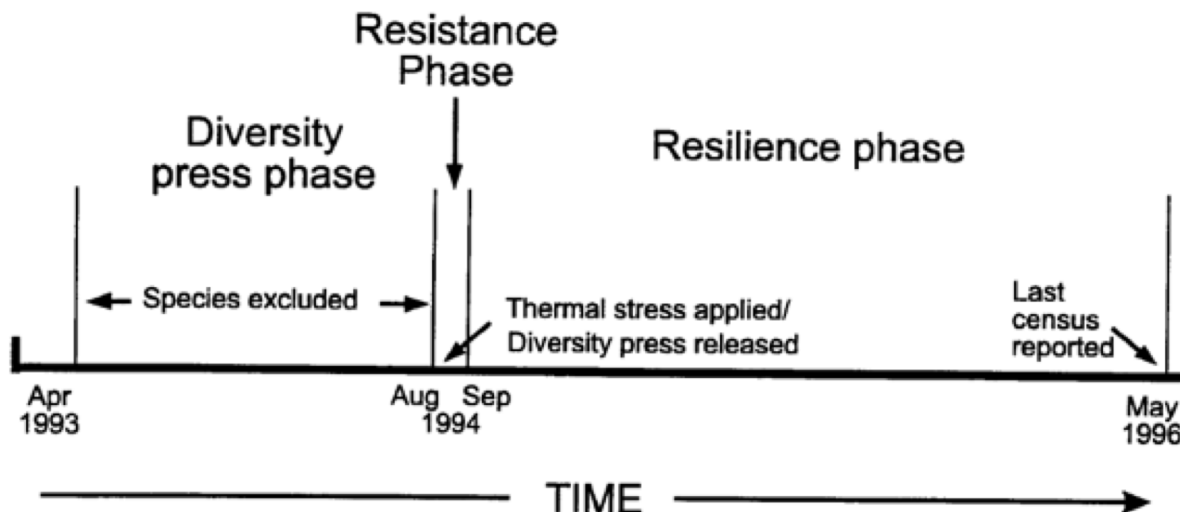 Resistance
Phase
Diversity
press phase
Resilience phase
Species excluded
Thermal stress applied/
Diversity press released
Last
census
reported
Apr
1993
Aug Sep
1994
May
1996
TIME